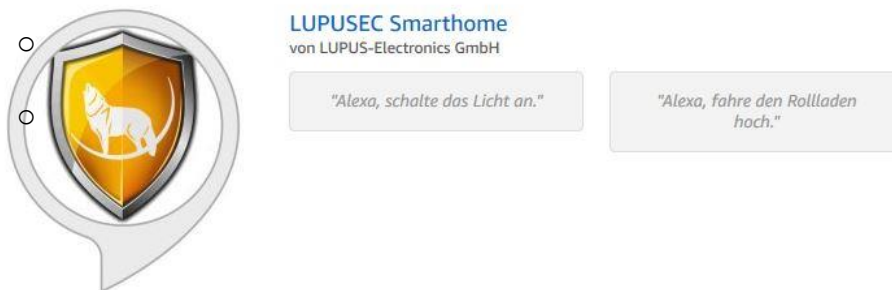 LUPUSEC Smarthome
von LUPUS-Electronics GmbH
"Alexa, schalte das Licht an."
"Alexa, fahre den Rollladen
hoch."